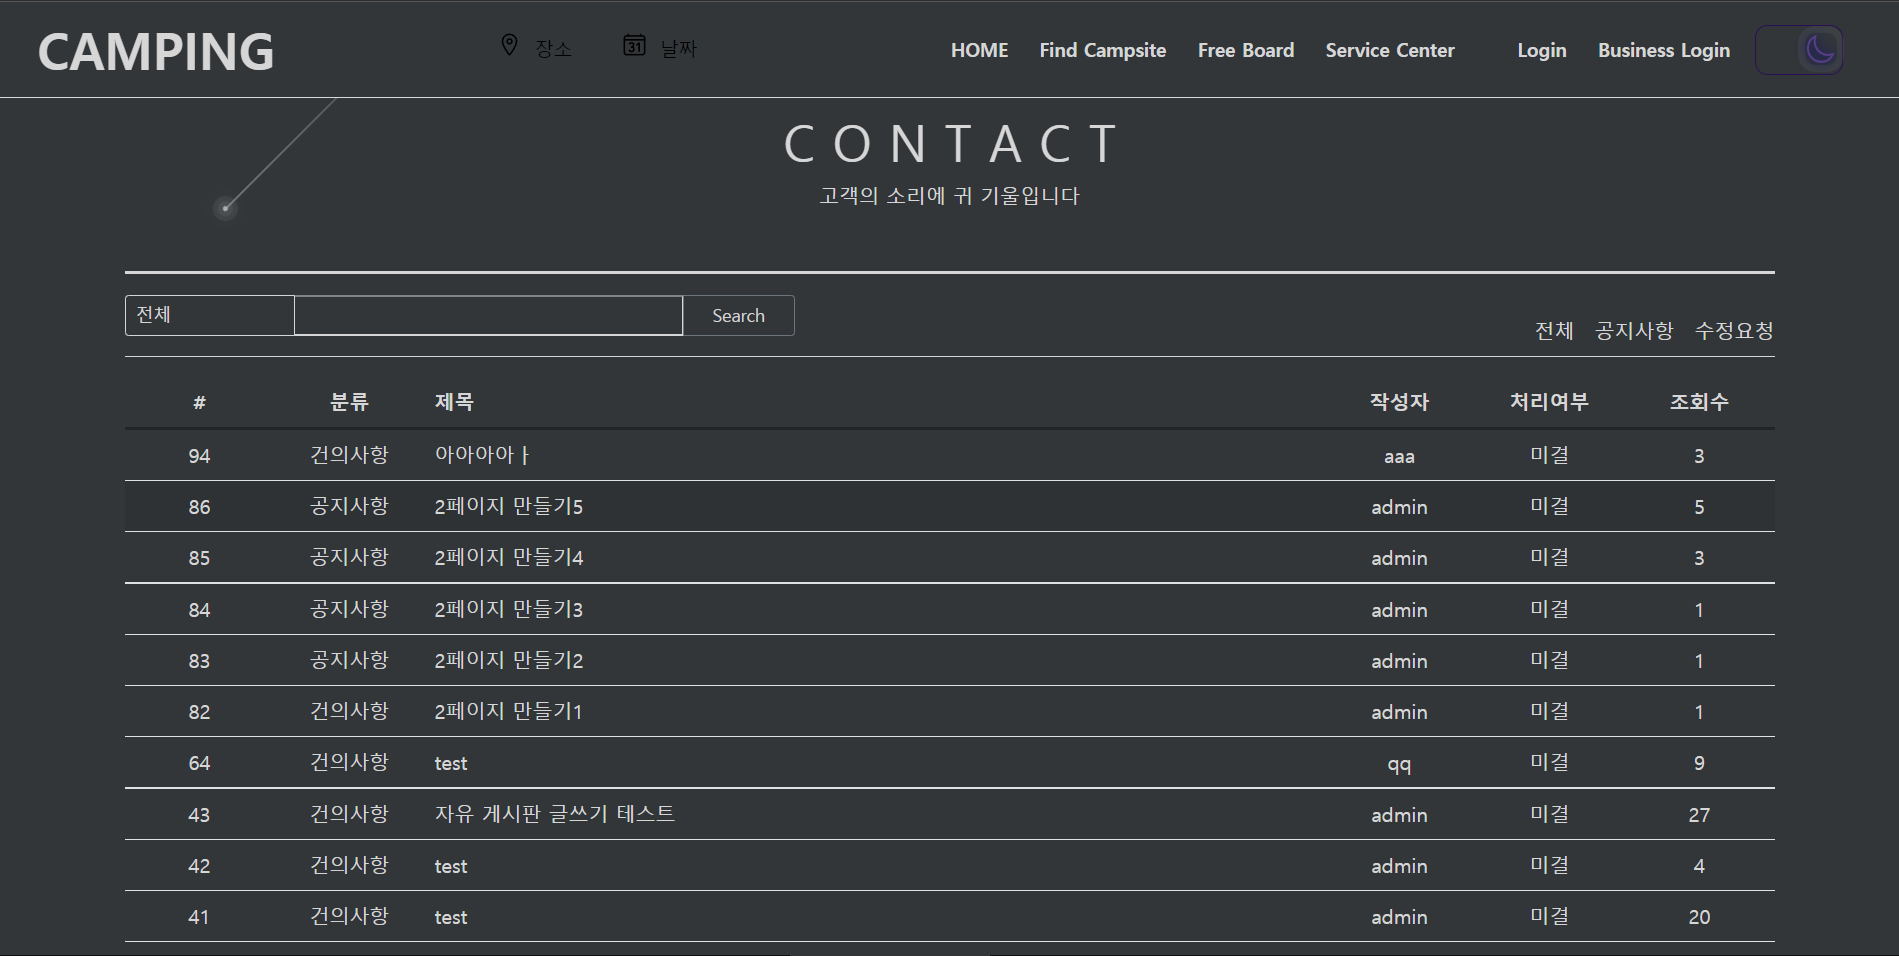 CAMPING 장소 31 날짜 HOME Find Campsite Free Board Service Center Login Business Login
CONTACT
고객의 소리에 귀 기울입니다
전체 Search
전체 공지사항 수정요청
# 분류 제목 작성자 처리여부 조회수
94 건의사항 아아아아ㅏ aaa 미결 3
86 공지사항 2페이지 만들기5 admin 미결 5
85 공지사항 2페이지 만들기4 admin 미결 3
84 공지사항 2페이지 만들기3 admin 미결 1
83 공지사항 2페이지 만들기2 admin 미결 1
82 건의사항 2페이지 만들기1 admin 미결 1
64 건의사항 test qq 미결 9
43 건의사항 자유 게시판 글쓰기 테스트 admin 미결 27
42 건의사항 test admin 미결 4
41 건의사항 test admin 미결 20